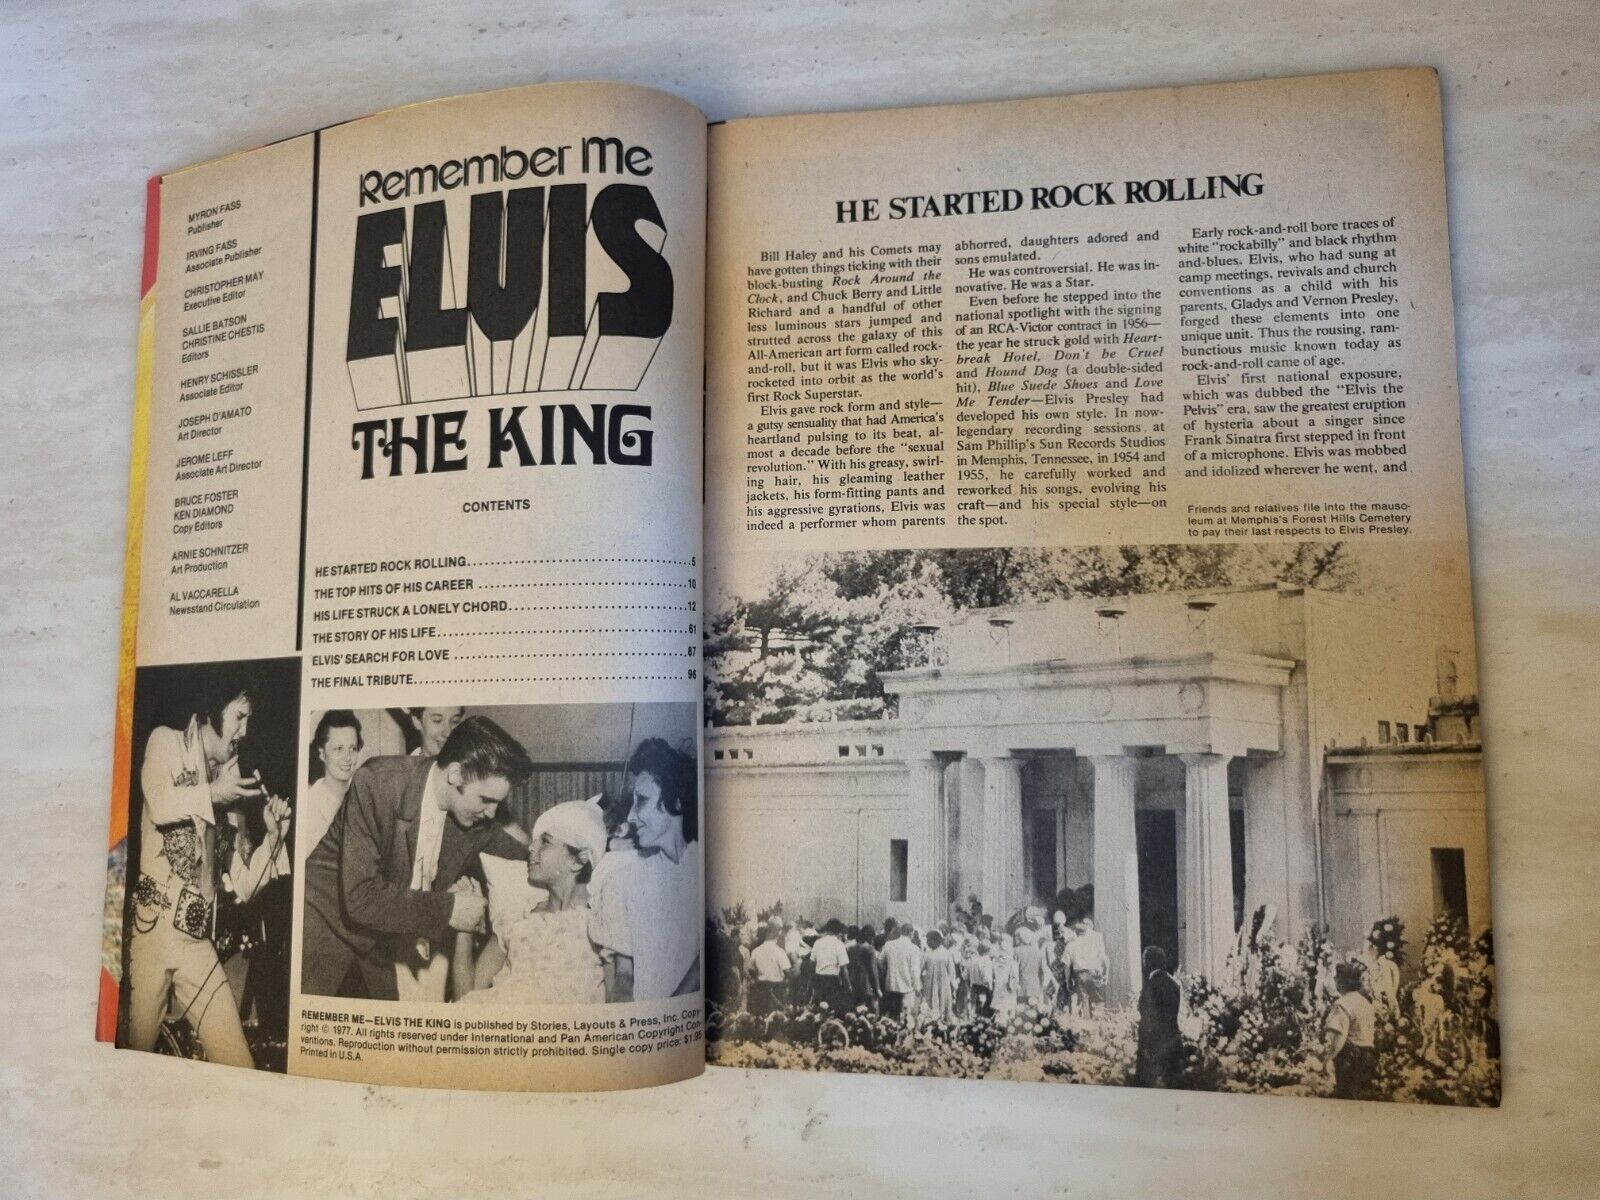 MYRON FASS
Publisher
IRVING FASS
Associate Publisher
CHRISTOPHER MAY
Executive Editor
SALLIE BATSON
CHRISTINE CHESTIS
Editors
HENRY SCHISSLER
Associate Editor
JOSEPH D'AMATO
Art Director
JEROME LEFF
Associate Art Director
BRUCE FOSTER
KEN DIAMOND
Copy Editors
ARNIE SCHNITZER
Art Production
AL VACCARELLA
Newsstand Circulation
Remember Me
ELVIS
THE KING
CONTENTS
HE STARTED ROCK ROLLING........................................5
THE TOP HITS OF HIS CAREER ......................................10
HIS LIFE STRUCK A LONELY CHORD................................12
THE STORY OF HIS LIFE.............................................61
ELVIS' SEARCH FOR LOVE ..........................................87
THE FINAL TRIBUTE................................................ 96
REMEMBER ME—ELVIS THE KING is published by Stories, Layouts & Press, Inc. Copy
right © 1977. All rights reserved under International and Pan American Copyright Con
ventions. Reproduction without permission strictly prohibited. Single copy price: $1.95
Printed in U.S.A.
HE STARTED ROCK ROLLING
Bill Haley and his Comets may
have gotten things ticking with their
block-busting Rock Around the
Clock, and Chuck Berry and Little
Richard and a handful of other
less luminous stars jumped and
strutted across the galaxy of this
All-American art form called rock-
and-roll, but it was Elvis who sky-
rocketed into orbit as the world's
first Rock Superstar.
Elvis gave rock form and style—
a gutsy sensuality that had America's
heartland pulsing to its beat, al-
most a decade before the "sexual
revolution." With his greasy, swirl-
ing hair, his gleaming leather
jackets, his form-fitting pants and
his aggressive gyrations, Elvis was
indeed a performer whom parents
abhorred, daughters adored and
sons emulated.
He was controversial. He was in-
novative. He was a Star.
Even before he stepped into the
national spotlight with the signing
of an RCA-Victor contract in 1956—
the year he struck gold with Heart-
break Hotel, Don't be Cruel
and Hound Dog (a double-sided
hit), Blue Suede Shoes and Love
Me Tender—Elvis Presley had
developed his own style. In now-
legendary recording sessions at
Sam Phillip's Sun Records Studios
in Memphis, Tennessee, in 1954 and
1955, he carefully worked and
reworked his songs, evolving his
craft—and his special style—on
the spot.
Early rock-and-roll bore traces of
white "rockabilly" and black rhythm
and-blues. Elvis, who had sung at
camp meetings, revivals and church
conventions as a child with his
parents, Gladys and Vernon Presley,
forged these elements into one
unique unit. Thus the rousing, ram-
bunctious music known today as
rock-and-roll came of age.
Elvis' first national exposure,
which was dubbed the "Elvis the
Pelvis" era, saw the greatest eruption
of hysteria about a singer since
Frank Sinatra first stepped in front
of a microphone. Elvis was mobbed
and idolized wherever he went, and
Friends and relatives file into the mauso-
leum at Memphis's Forest Hills Cemetery
to pay their last respects to Elvis Presley.